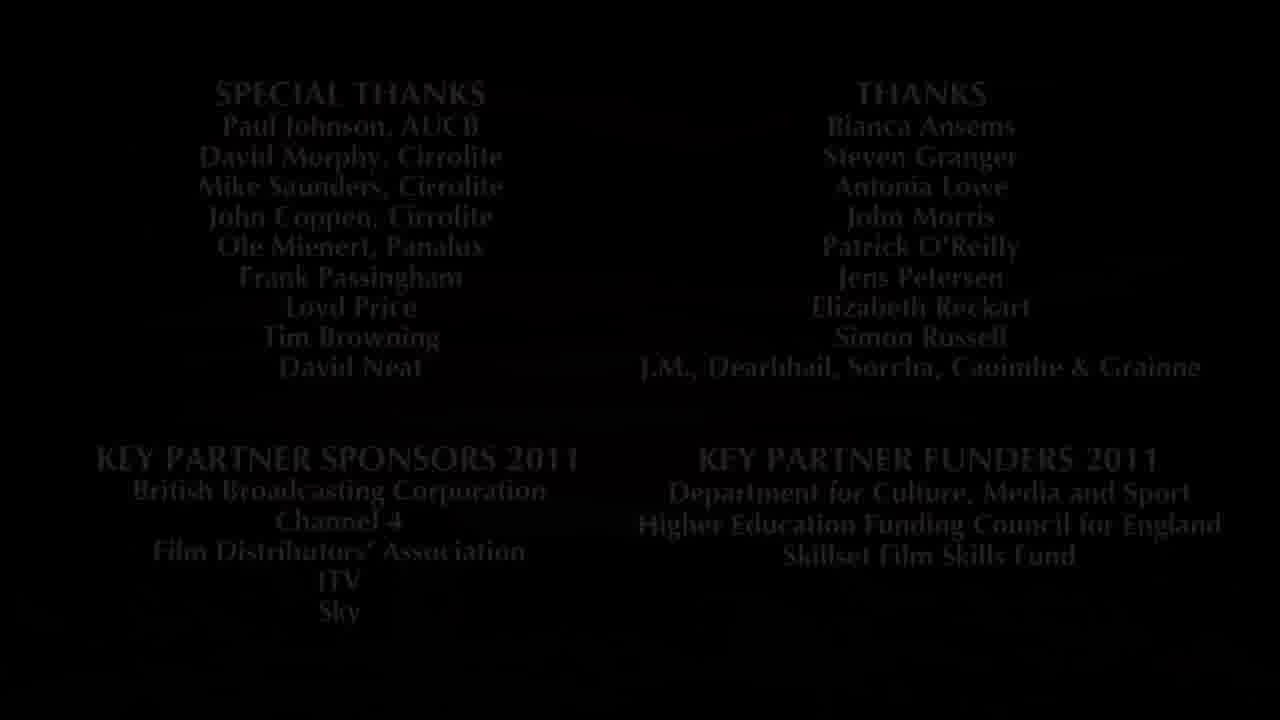 SPECIAL THANKS
Paul Johnson, AUCB
David Morphy, Cirrolite
Mike Saunders, Cirrolite
John Coppen, Cirrolite
Ole Mienert, Panalux
Frank Passingham
Loyd Price
Tim Browning
David Neat
THANKS
Bianca Ansems
Steven Granger
Antonia Lowe
John Morris
Patrick O'Reilly
Jens Petersen
Elizabeth Reckart
Simon Russell
J.M., Dearbhail, Sorcha, Caoimhe & Grainne
KEY PARTNER SPONSORS 2011
British Broadcasting Corporation
Channel 4
Film Distributors' Association
ITV
Sky
KEY PARTNER FUNDERS 2011
Department for Culture, Media and Sport
Higher Education Funding Council for England
Skillset Film Skills Fund